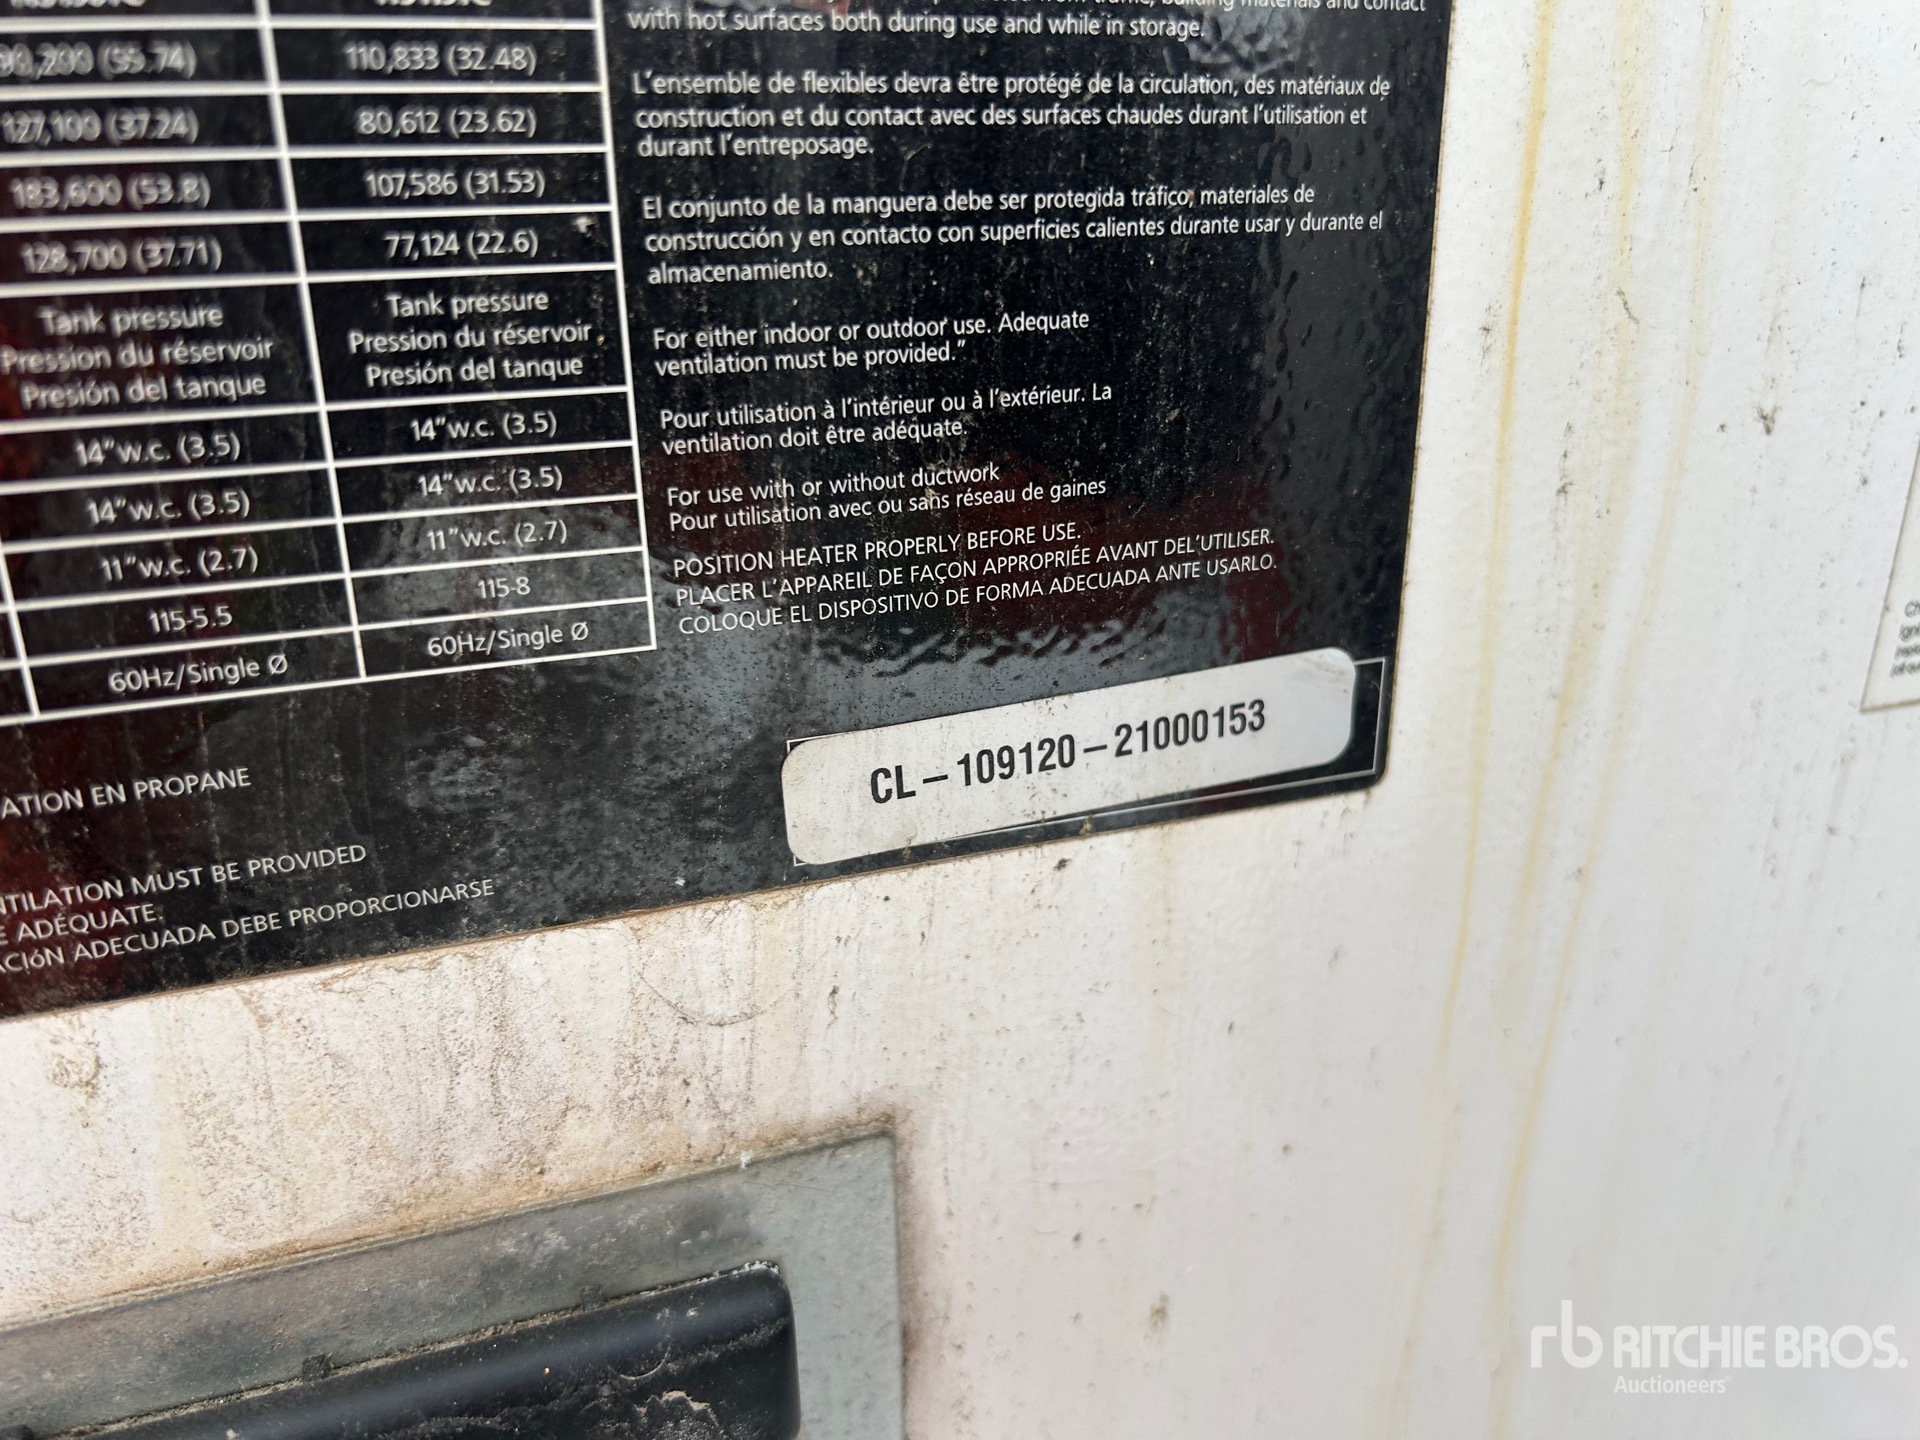 110,833 (32.48)
127,100 (37.24)
80,612 (23.62)
183,600 (53.8)
107,586 (31.53)
128,700 (37.71)
77,124 (22.6)
Tank pressure
Pression du réservoir
Presión del tanque
Tank pressure
Pression du réservoir
Presión del tanque
14"w.c. (3.5)
14"w.c. (3.5)
14"w.c. (3.5)
14"w.c. (3.5)
11"w.c. (2.7)
11"w.c. (2.7)
115-5.5
115-8
60Hz/Single Ø
60Hz/Single Ø
building materials and contact
with hot surfaces both during use and while in storage.
L'ensemble de flexibles devra être protégé de la circulation, des matériaux de
construction et du contact avec des surfaces chaudes durant l'utilisation et
durant l'entreposage.
El conjunto de la manguera debe ser protegida tráfico, materiales de
construcción y en contacto con superficies calientes durante usar y durante el
almacenamiento.
For either indoor or outdoor use. Adequate
ventilation must be provided."
Pour utilisation à l'intérieur ou à l'extérieur. La
ventilation doit être adéquate.
For use with or without ductwork
Pour utilisation avec ou sans réseau de gaines
POSITION HEATER PROPERLY BEFORE USE.
PLACER L'APPAREIL DE FAÇON APPROPRIÉE AVANT DEL'UTILISER.
COLOQUE EL DISPOSITIVO DE FORMA ADECUADA ANTE USARLO.
CL – 109120 – 21000153
ATION EN PROPANE
NTILATION MUST BE PROVIDED
E ADÉQUATE.
ACIÓN ADECUADA DEBE PROPORCIONARSE
rb RITCHIE BROS.
Auctioneers